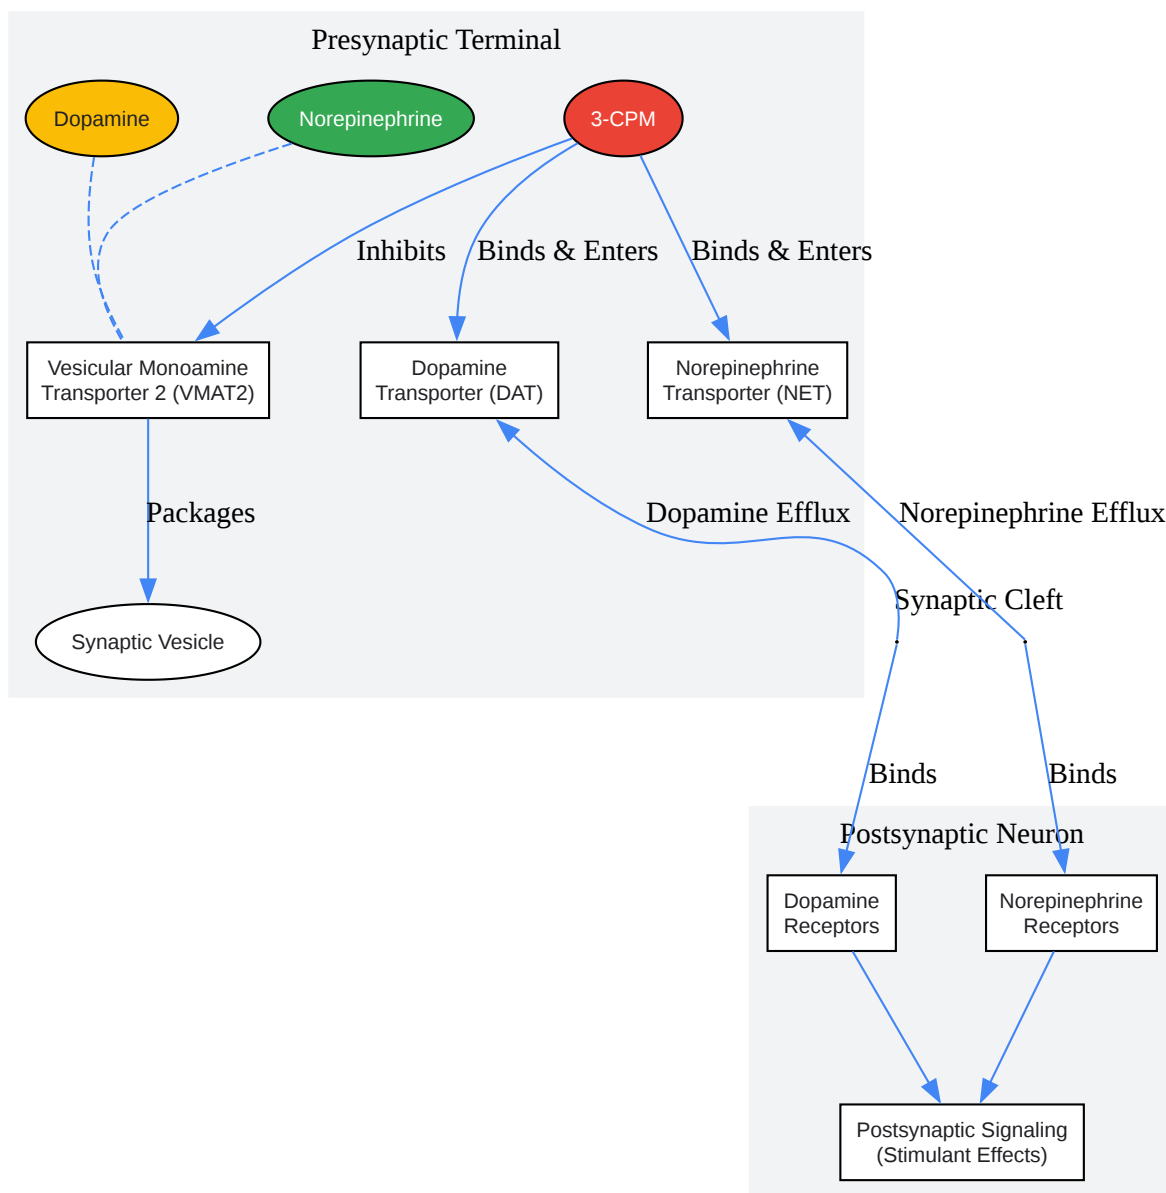 Presynaptic Terminal
Dopamine
Norepinephrine
3-CPM
Inhibits
Binds & Enters
Binds & Enters
Vesicular Monoamine
Transporter 2 (VMAT2)
Dopamine
Transporter (DAT)
Norepinephrine
Transporter (NET)
Packages
Dopamine Efflux
Norepinephrine Efflux
Synaptic Cleft
Synaptic Vesicle
Binds
Binds
Postsynaptic Neuron
Dopamine
Receptors
Norepinephrine
Receptors
Postsynaptic Signaling
(Stimulant Effects)